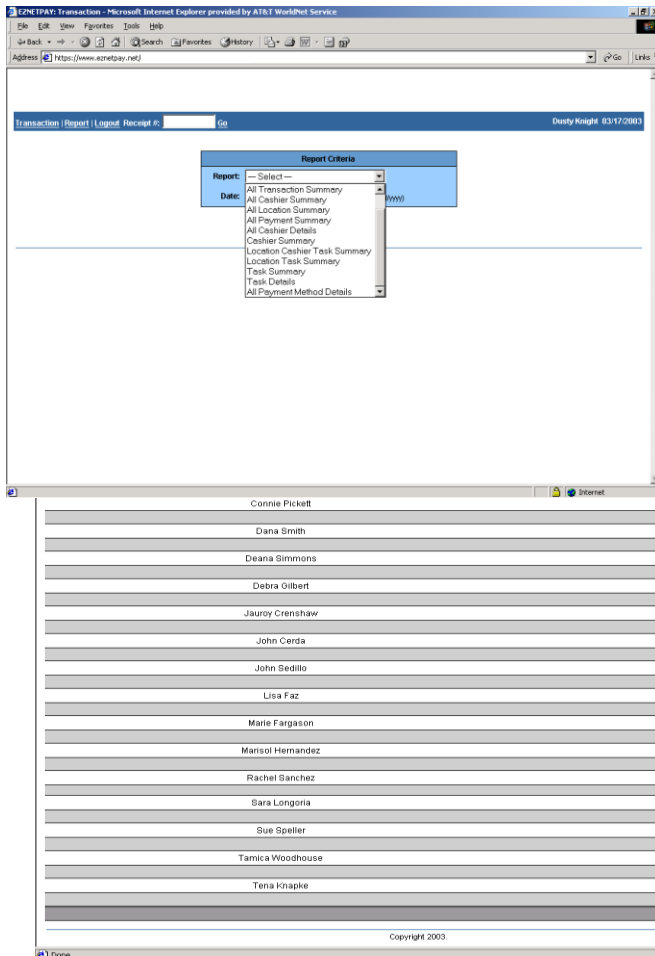 EZNETPAY: Transaction - Microsoft Internet Explorer provided by AT&T WorldNet Service
File Edit View Favorites Tools Help
Back Search Favorites History
Address https://www.eznetpay.net/ Go Links
Transaction | Report | Logout Receipt #: Go Dusty Knight 03/17/2003
Report Criteria
Report: --- Select ---
All Transaction Summary
Date: All Cashier Summary /yyyy)
All Location Summary
All Payment Summary
All Cashier Details
Cashier Summary
Location Cashier Task Summary
Location Task Summary
Task Summary
Task Details
All Payment Method Details
Internet
Connie Pickett
Dana Smith
Deana Simmons
Debra Gilbert
Jauroy Crenshaw
John Cerda
John Sedillo
Lisa Faz
Marie Fargason
Marisol Hernandez
Rachel Sanchez
Sara Longoria
Sue Speller
Tamica Woodhouse
Tena Knapke
Copyright 2003.
Done